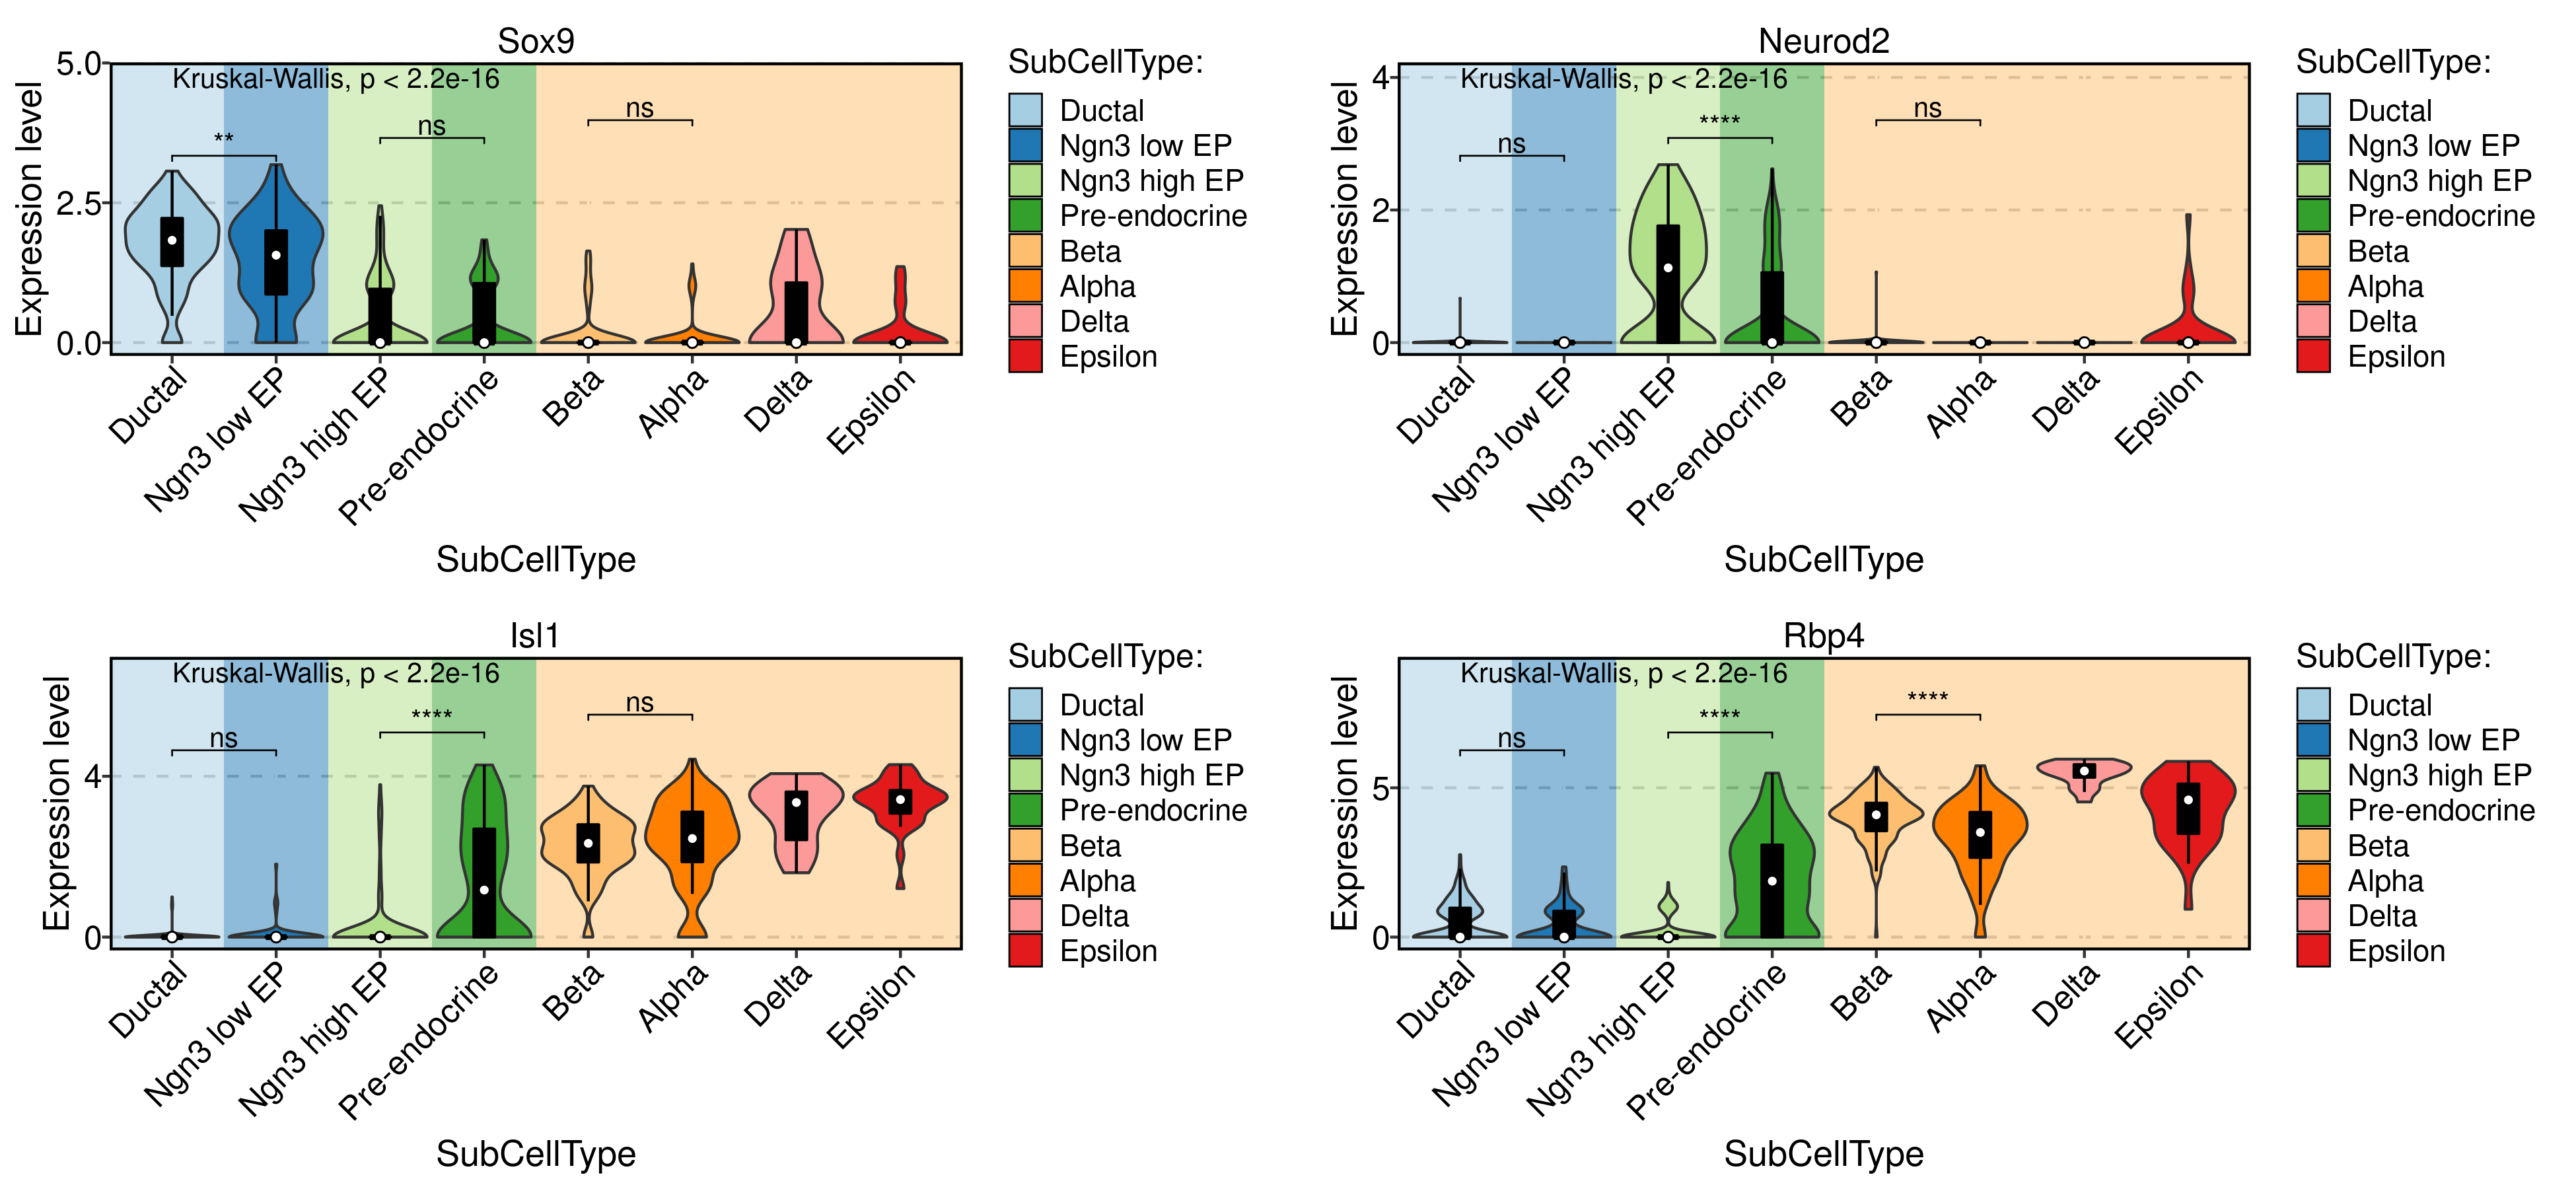 Sox9
Expression level
5.0
2.5
0.0
Kruskal-Wallis, p < 2.2e-16
**
ns
ns
Ductal
Ngn3 low EP
Ngn3 high EP
Pre-endocrine
Beta
Alpha
Delta
Epsilon
SubCellType
SubCellType:
Ductal
Ngn3 low EP
Ngn3 high EP
Pre-endocrine
Beta
Alpha
Delta
Epsilon
Neurod2
Expression level
4
2
0
Kruskal-Wallis, p < 2.2e-16
ns
****
ns
Ductal
Ngn3 low EP
Ngn3 high EP
Pre-endocrine
Beta
Alpha
Delta
Epsilon
SubCellType
SubCellType:
Ductal
Ngn3 low EP
Ngn3 high EP
Pre-endocrine
Beta
Alpha
Delta
Epsilon
Isl1
Expression level
4
0
Kruskal-Wallis, p < 2.2e-16
ns
****
ns
Ductal
Ngn3 low EP
Ngn3 high EP
Pre-endocrine
Beta
Alpha
Delta
Epsilon
SubCellType
SubCellType:
Ductal
Ngn3 low EP
Ngn3 high EP
Pre-endocrine
Beta
Alpha
Delta
Epsilon
Rbp4
Expression level
5
0
Kruskal-Wallis, p < 2.2e-16
ns
****
****
Ductal
Ngn3 low EP
Ngn3 high EP
Pre-endocrine
Beta
Alpha
Delta
Epsilon
SubCellType
SubCellType:
Ductal
Ngn3 low EP
Ngn3 high EP
Pre-endocrine
Beta
Alpha
Delta
Epsilon